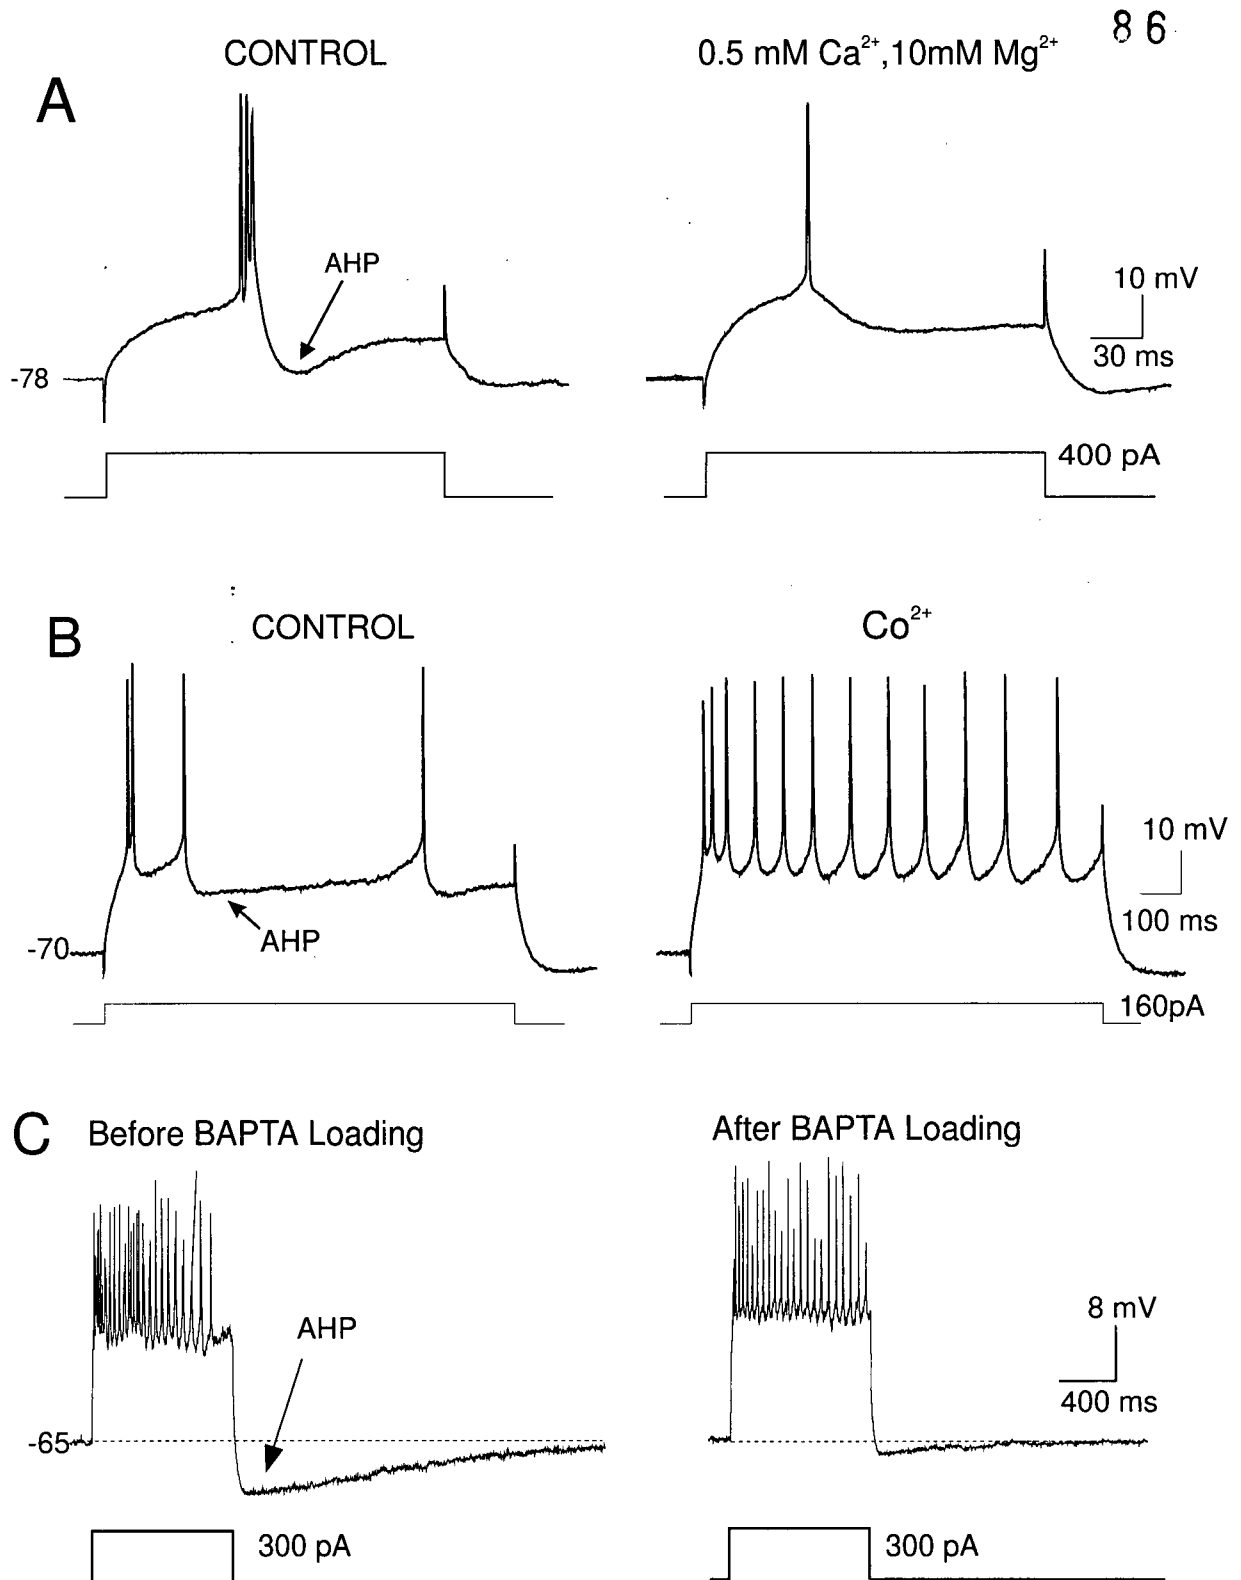 86
CONTROL
0.5 mM Ca²⁺,10mM Mg²⁺
A
AHP
10 mV
30 ms
-78
400 pA
B
CONTROL
Co²⁺
10 mV
100 ms
AHP
-70
160pA
C
Before BAPTA Loading
After BAPTA Loading
AHP
8 mV
400 ms
-65
300 pA
300 pA